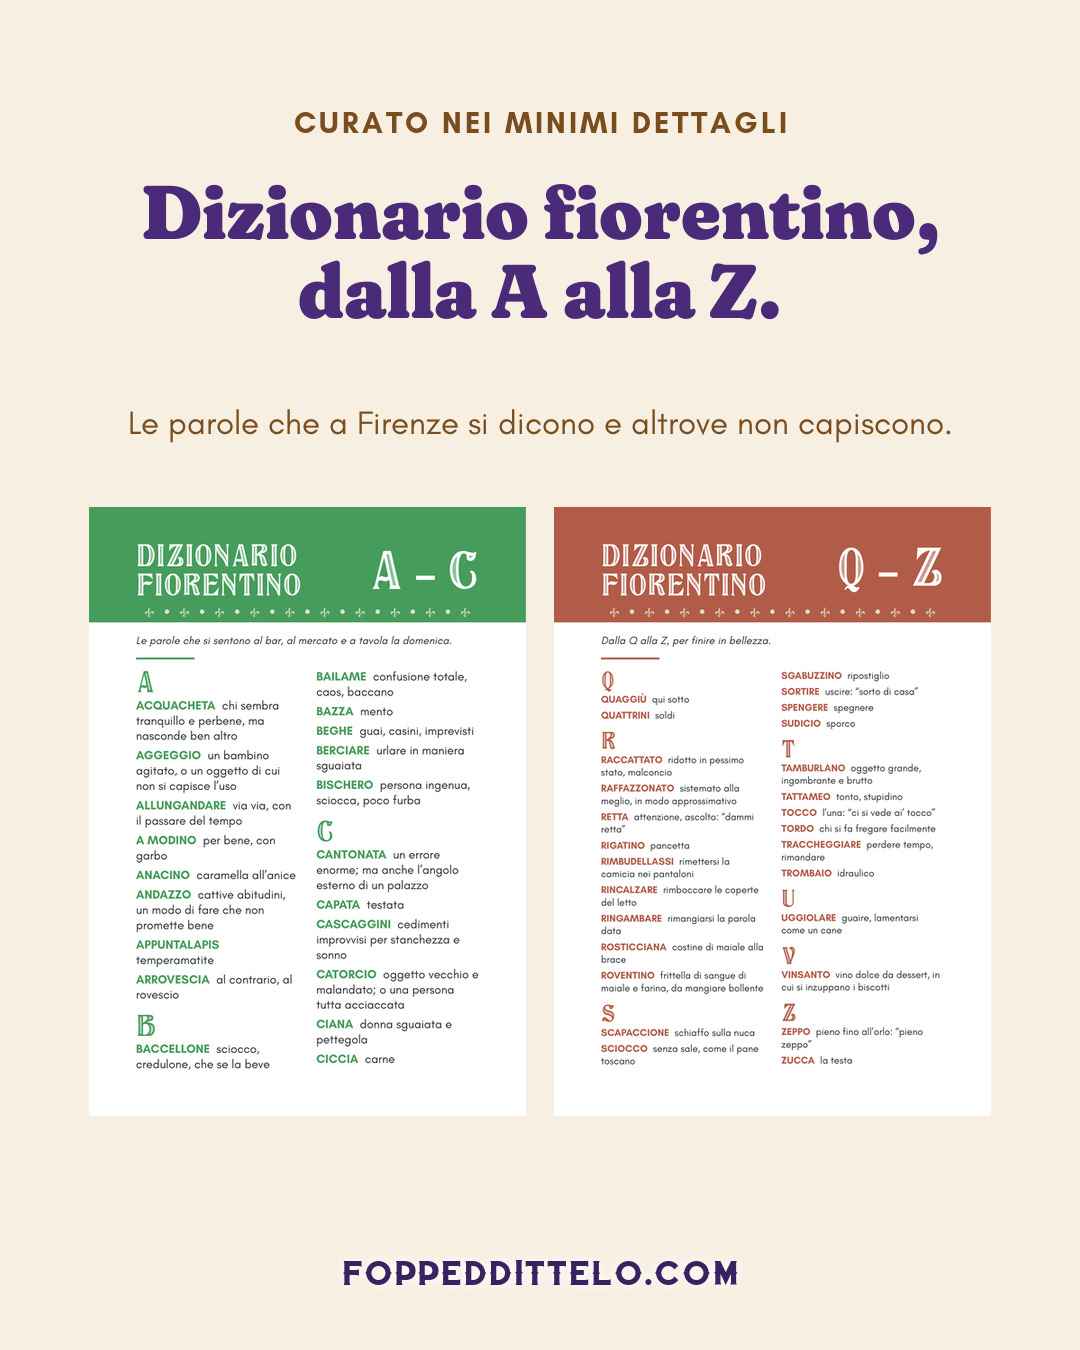 CURATO NEI MINIMI DETTAGLI
Dizionario fiorentino,
dalla A alla Z.
Le parole che a Firenze si dicono e altrove non capiscono.
DIZIONARIO
FIORENTINO
A – C
Le parole che si sentono al bar, al mercato e a tavola la domenica.
A
ACQUACHETA chi sembra
tranquillo e perbene, ma
nasconde ben altro
AGGEGGIO un bambino
agitato, o un oggetto di cui
non si capisce l'uso
ALLUNGANDARE via via, con
il passare del tempo
A MODINO per bene, con
garbo
ANACINO caramella all'anice
ANDAZZO cattive abitudini,
un modo di fare che non
promette bene
APPUNTALAPIS
temperamatite
ARROVESCIA al contrario, al
rovescio
B
BACCELLONE sciocco,
credulone, che se la beve
BAILAME confusione totale,
caos, baccano
BAZZA mento
BEGHE guai, casini, imprevisti
BERCIARE urlare in maniera
sguaiata
BISCHERO persona ingenua,
sciocca, poco furba
C
CANTONATA un errore
enorme; ma anche l'angolo
esterno di un palazzo
CAPATA testata
CASCAGGINI cedimenti
improvvisi per stanchezza e
sonno
CATORCIO oggetto vecchio e
malandato; o una persona
tutta acciaccata
CIANA donna sguaiata e
pettegola
CICCIA carne
DIZIONARIO
FIORENTINO
Q – Z
Dalla Q alla Z, per finire in bellezza.
Q
QUAGGIÙ qui sotto
QUATTRINI soldi
R
RACCATTATO ridotto in pessimo
stato, malconcio
RAFFAZZONATO sistemato alla
meglio, in modo approssimativo
RETTA attenzione, ascolto: “dammi
retta”
RIGATINO pancetta
RIMBUDELLASSI rimettersi la
camicia nei pantaloni
RINCALZARE rimboccare le coperte
del letto
RINGAMBARE rimangiarsi la parola
data
ROSTICCIANA costine di maiale alla
brace
ROVENTINO frittella di sangue di
maiale e farina, da mangiare bollente
S
SCAPACCIONE schiaffo sulla nuca
SCIOCCO senza sale, come il pane
toscano
SGABUZZINO ripostiglio
SORTIRE uscire: “sorto di casa”
SPENGERE spegnere
SUDICIO sporco
T
TAMBURLANO oggetto grande,
ingombrante e brutto
TATTAMEO tonto, stupidino
TOCCO l'una: “ci si vede ai' tocco”
TORDO chi si fa fregare facilmente
TRACCHEGGIARE perdere tempo,
rimandare
TROMBAIO idraulico
U
UGGIOLARE guaire, lamentarsi
come un cane
V
VINSANTO vino dolce da dessert, in
cui si inzuppano i biscotti
Z
ZEPPO pieno fino all'orlo: “pieno
zeppo”
ZUCCA la testa
FOPPEDDITTELO.COM